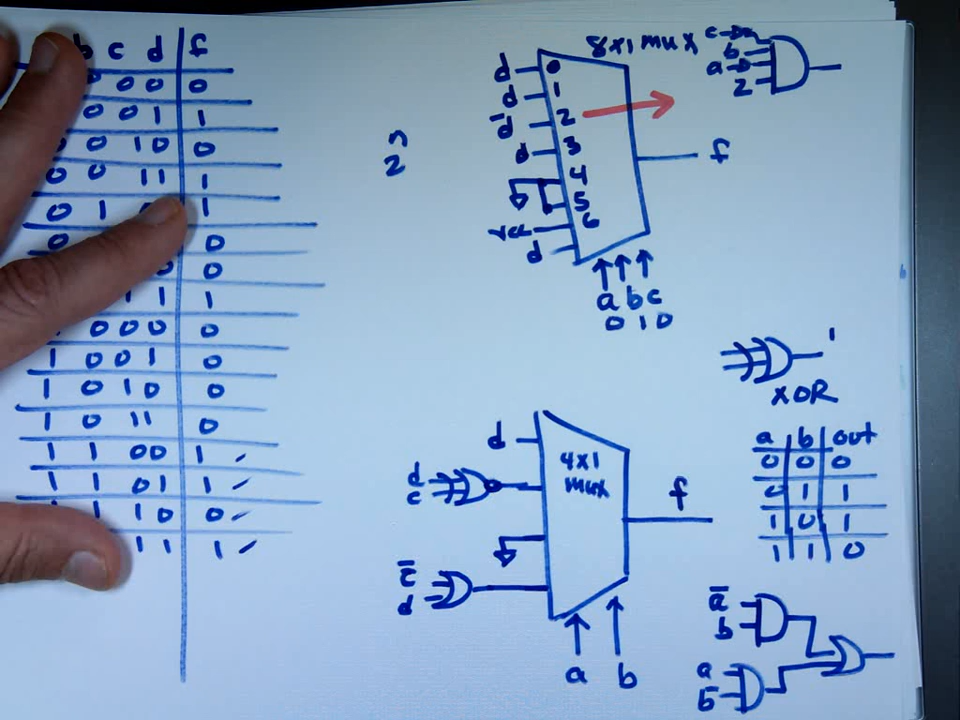 b c d f
0 0 0 0
0 0 1 1
0 1 0 0
0 0 1 1 1
0 1 1
0 0
0 0
1 1 1
1 0 0 0 0
1 0 0 1 0
1 0 1 0 0
1 0 1 1 0
1 1 0 0 1
1 1 0 1 1
1 1 0 0
1 1 1
n
2
8x1 mux
d 0
d 1
d̅ 2
d 3
4
5
6
d
f
a b c
0 1 0
c
b
a
2
XOR
1
a b out
0 0 0
0 1 1
1 0 1
1 1 0
d
d
c
c̅
d
4x1
mux
f
a b
a̅
b
a
b̅